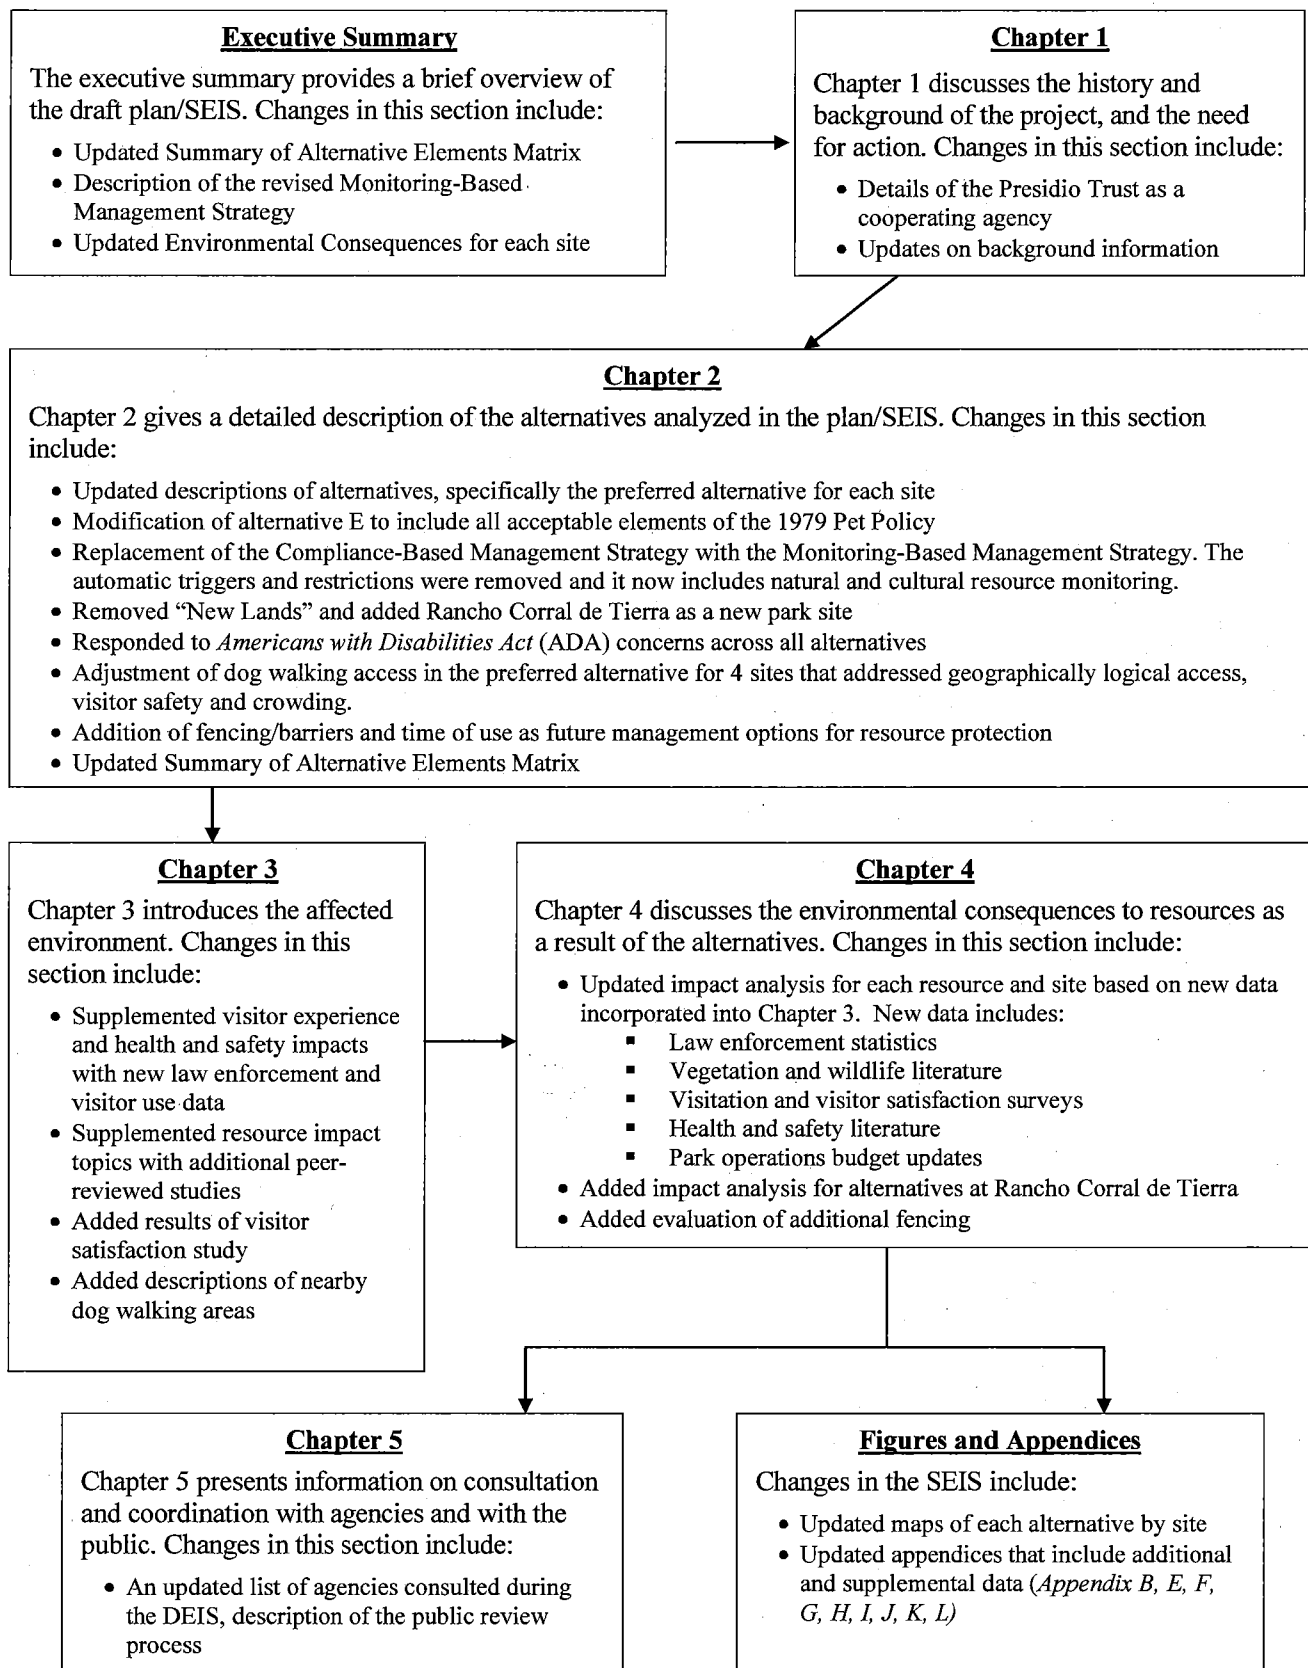 Executive Summary
The executive summary provides a brief overview of
the draft plan/SEIS. Changes in this section include:
• Updated Summary of Alternative Elements Matrix
• Description of the revised Monitoring-Based
Management Strategy
• Updated Environmental Consequences for each site
Chapter 1
Chapter 1 discusses the history and
background of the project, and the need
for action. Changes in this section include:
• Details of the Presidio Trust as a
cooperating agency
• Updates on background information
Chapter 2
Chapter 2 gives a detailed description of the alternatives analyzed in the plan/SEIS. Changes in this section
include:
• Updated descriptions of alternatives, specifically the preferred alternative for each site
• Modification of alternative E to include all acceptable elements of the 1979 Pet Policy
• Replacement of the Compliance-Based Management Strategy with the Monitoring-Based Management Strategy. The
automatic triggers and restrictions were removed and it now includes natural and cultural resource monitoring.
• Removed “New Lands” and added Rancho Corral de Tierra as a new park site
• Responded to Americans with Disabilities Act (ADA) concerns across all alternatives
• Adjustment of dog walking access in the preferred alternative for 4 sites that addressed geographically logical access,
visitor safety and crowding.
• Addition of fencing/barriers and time of use as future management options for resource protection
• Updated Summary of Alternative Elements Matrix
Chapter 3
Chapter 3 introduces the affected
environment. Changes in this
section include:
• Supplemented visitor experience
and health and safety impacts
with new law enforcement and
visitor use data
• Supplemented resource impact
topics with additional peer-
reviewed studies
• Added results of visitor
satisfaction study
• Added descriptions of nearby
dog walking areas
Chapter 4
Chapter 4 discusses the environmental consequences to resources as
a result of the alternatives. Changes in this section include:
• Updated impact analysis for each resource and site based on new data
incorporated into Chapter 3. New data includes:
▪ Law enforcement statistics
▪ Vegetation and wildlife literature
▪ Visitation and visitor satisfaction surveys
▪ Health and safety literature
▪ Park operations budget updates
• Added impact analysis for alternatives at Rancho Corral de Tierra
• Added evaluation of additional fencing
Chapter 5
Chapter 5 presents information on consultation
and coordination with agencies and with the
public. Changes in this section include:
• An updated list of agencies consulted during
the DEIS, description of the public review
process
Figures and Appendices
Changes in the SEIS include:
• Updated maps of each alternative by site
• Updated appendices that include additional
and supplemental data (Appendix B, E, F,
G, H, I, J, K, L)